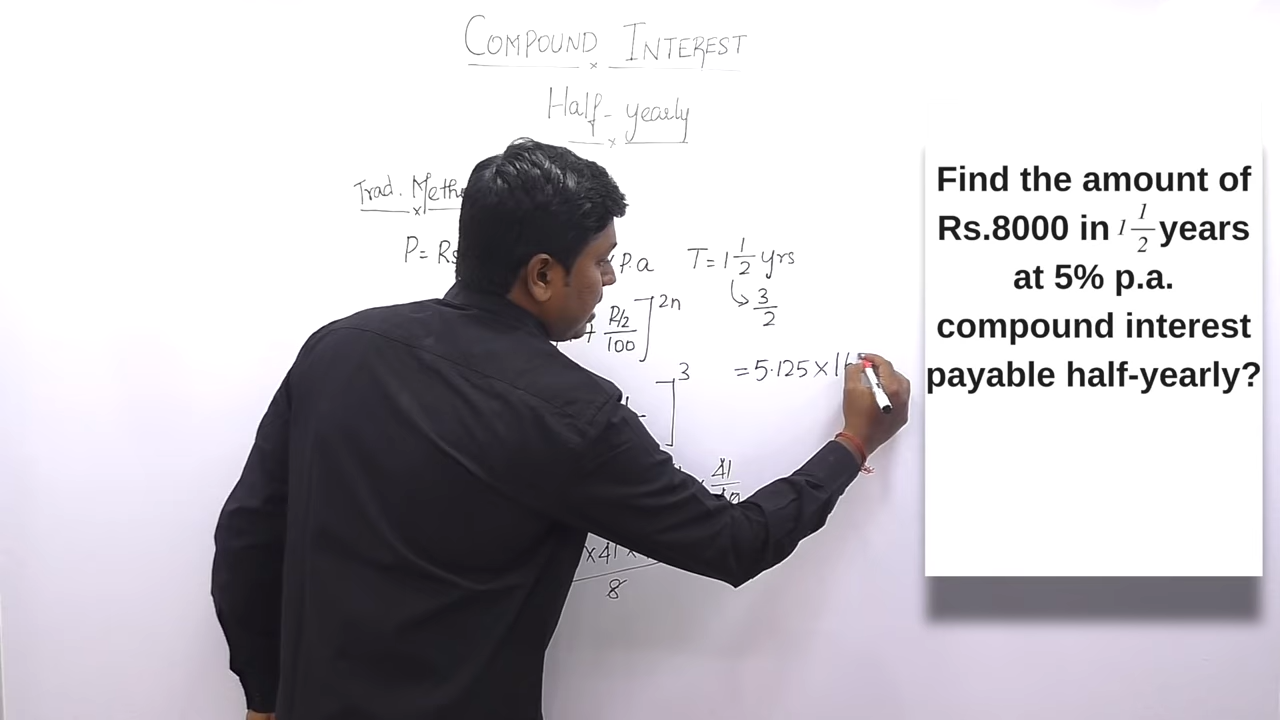 COMPOUND INTEREST
Half-yearly
Trad.
P= Rs P.a T=1 1/2 yrs
3/2
+ R/2/100 ]2n
]3
=5.125×
41
×41×
8
Find the amount of
Rs.8000 in 1 1/2 years
at 5% p.a.
compound interest
payable half-yearly?